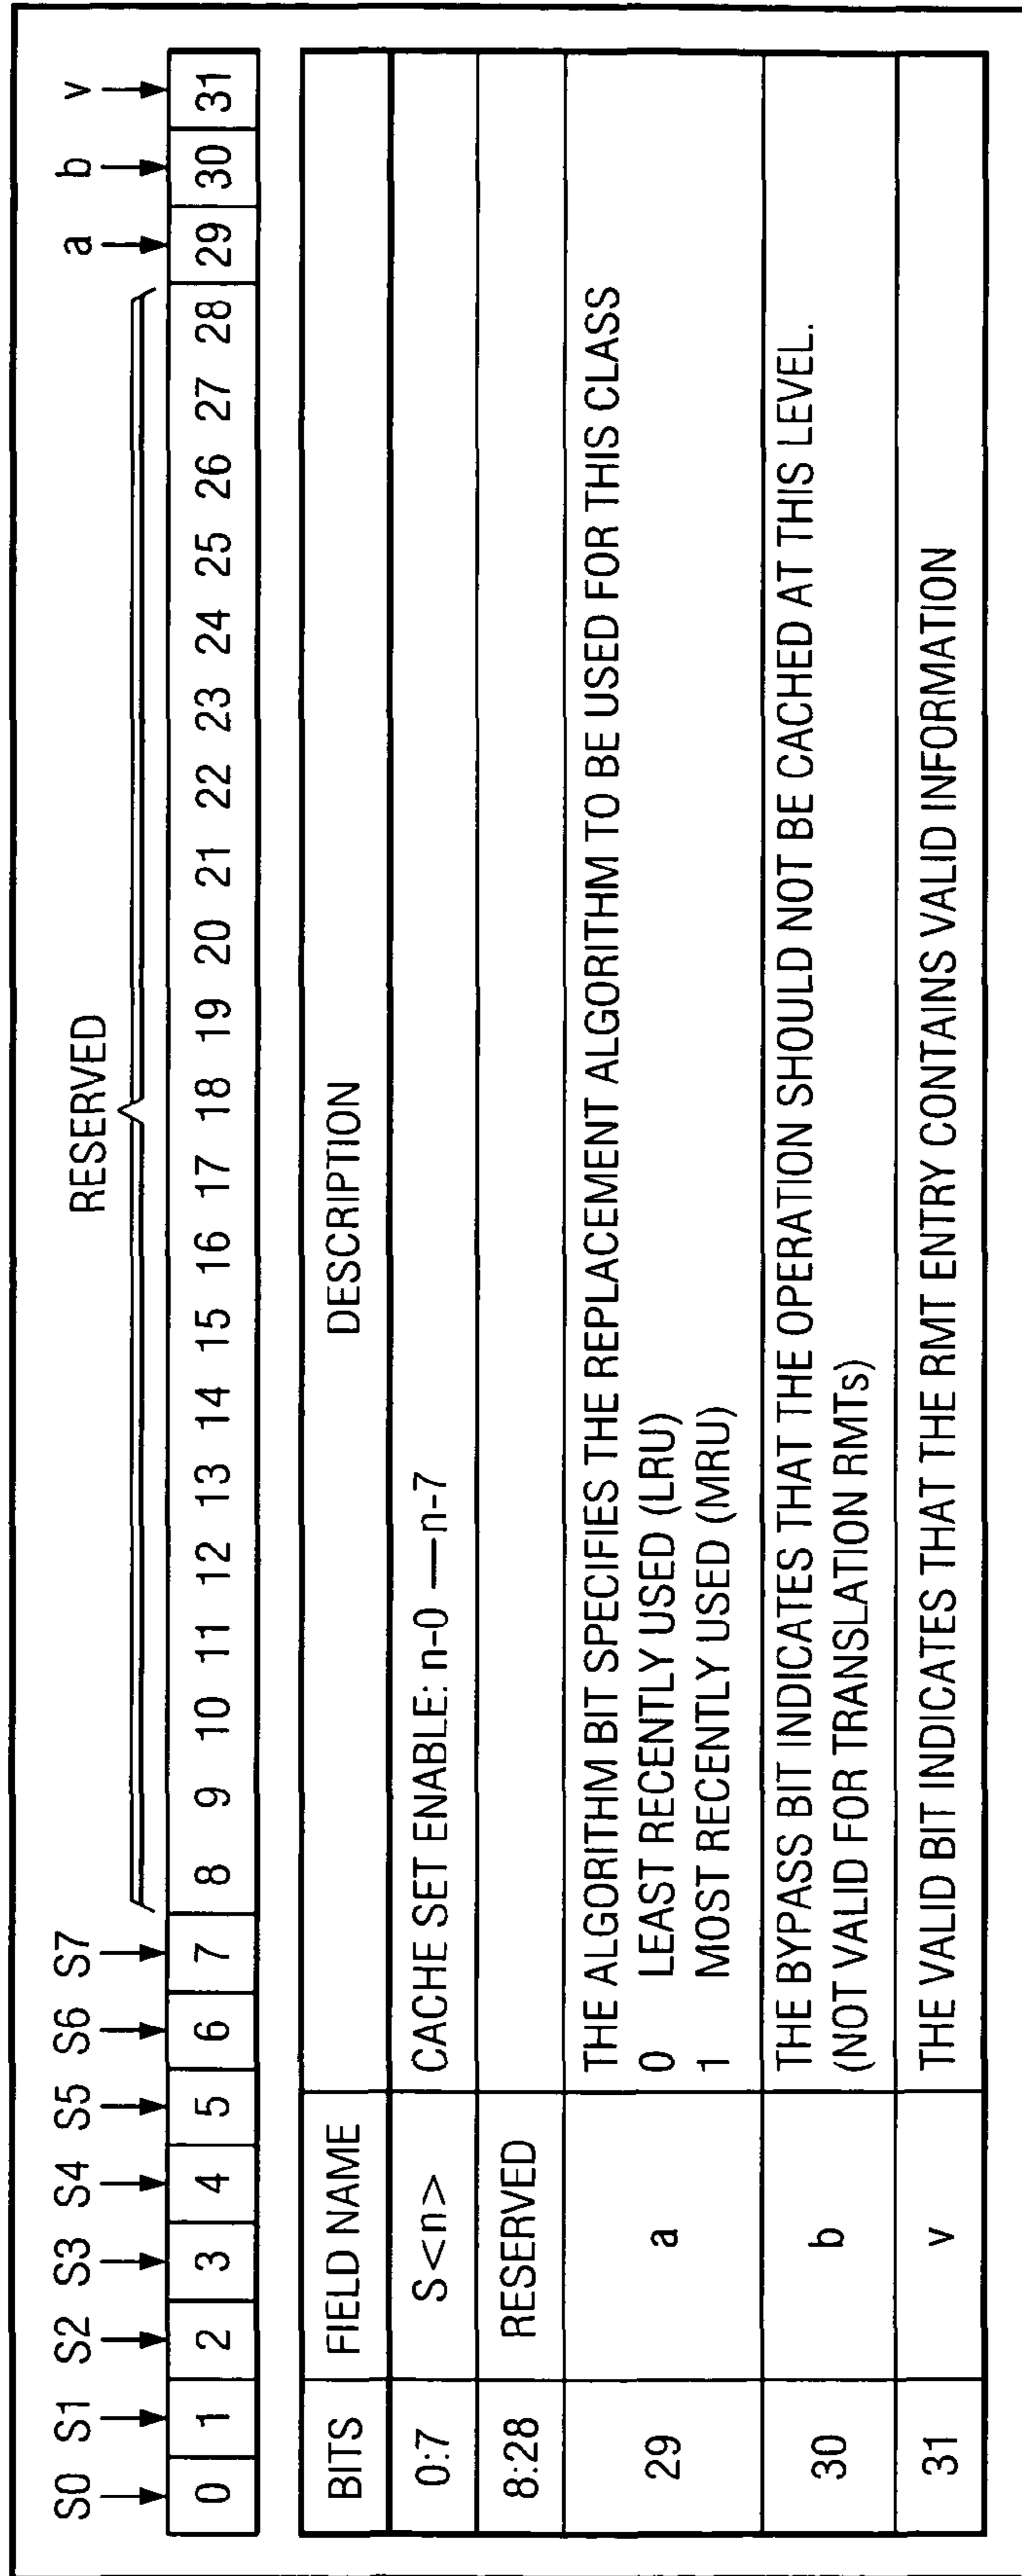 RESERVED
S0 S1 S2 S3 S4 S5 S6 S7 a b v
0 1 2 3 4 5 6 7 8 9 10 11 12 13 14 15 16 17 18 19 20 21 22 23 24 25 26 27 28 29 30 31
BITS FIELD NAME DESCRIPTION
0:7 S<n> CACHE SET ENABLE: n-0 —n-7
8:28 RESERVED
29 a THE ALGORITHM BIT SPECIFIES THE REPLACEMENT ALGORITHM TO BE USED FOR THIS CLASS
0 LEAST RECENTLY USED (LRU)
1 MOST RECENTLY USED (MRU)
30 b THE BYPASS BIT INDICATES THAT THE OPERATION SHOULD NOT BE CACHED AT THIS LEVEL.
(NOT VALID FOR TRANSLATION RMTs)
31 v THE VALID BIT INDICATES THAT THE RMT ENTRY CONTAINS VALID INFORMATION